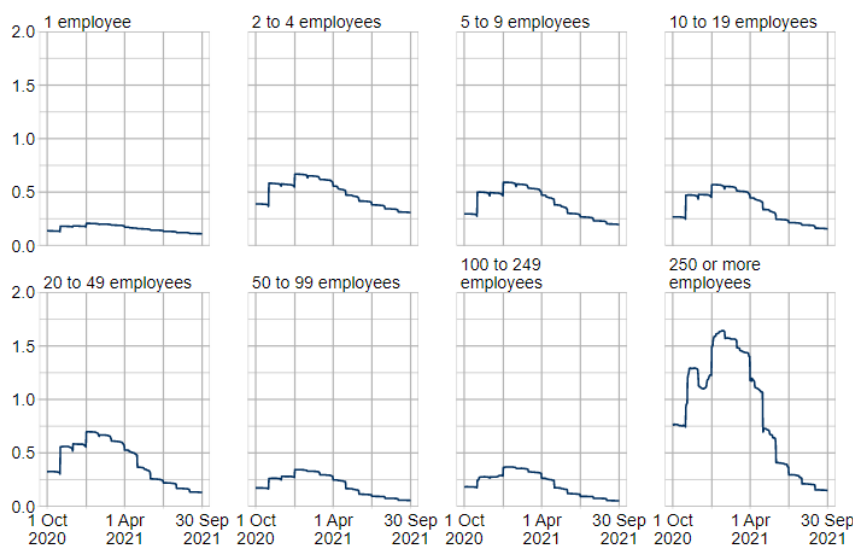 1 employee
2 to 4 employees
5 to 9 employees
10 to 19 employees
2.0
1.5
1.0
0.5
0.0
20 to 49 employees
50 to 99 employees
100 to 249
employees
250 or more
employees
2.0
1.5
1.0
0.5
0.0
1 Oct
2020
1 Apr
2021
30 Sep
2021
1 Oct
2020
1 Apr
2021
30 Sep
2021
1 Oct
2020
1 Apr
2021
30 Sep
2021
1 Oct
2020
1 Apr
2021
30 Sep
2021